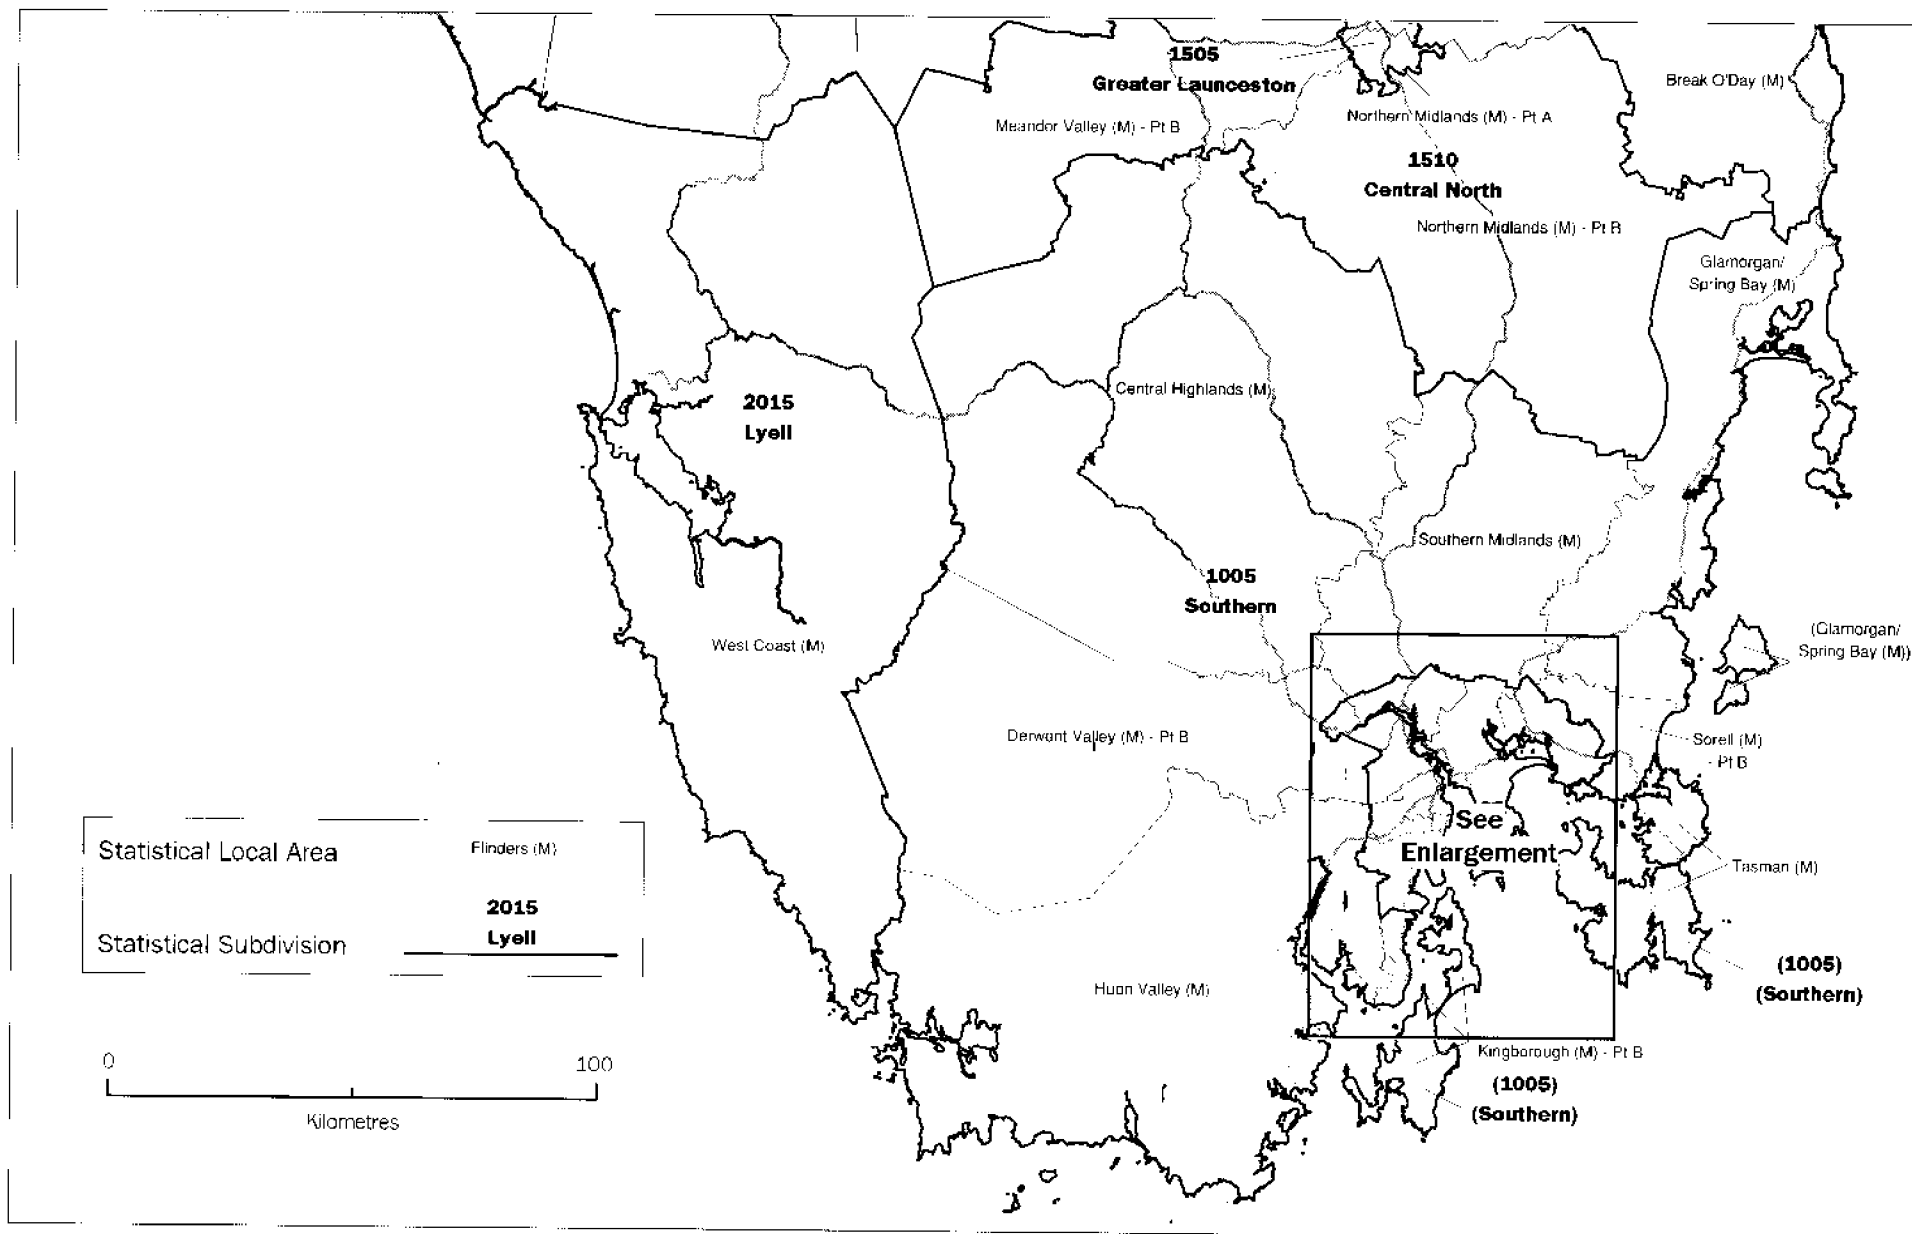 1505
Greater Launceston
Break O'Day (M)
Northern Midlands (M) - Pt A
Meandor Valley (M) - Pt B
1510
Central North
Northern Midlands (M) - Pt B
Glamorgan/
Spring Bay (M)
Central Highlands (M)
2015
Lyell
Southern Midlands (M)
1005
Southern
West Coast (M)
(Glamorgan/
Spring Bay (M))
Derwent Valley (M) - Pt B
Sorell (M)
- Pt B
See
Enlargement
Tasman (M)
Statistical Local Area
Flinders (M)
2015
Lyell
Statistical Subdivision
(1005)
(Southern)
Huon Valley (M)
Kingborough (M) - Pt B
(1005)
(Southern)
0
100
Kilometres